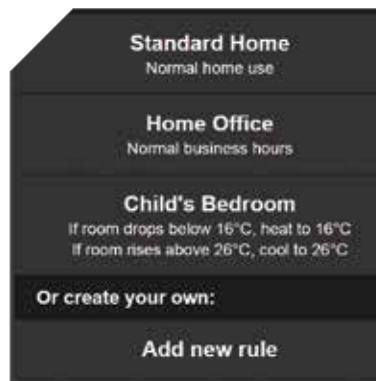 Standard Home
Normal home use
Home Office
Normal business hours
Child's Bedroom
If room drops below 16°C, heat to 16°C
If room rises above 26°C, cool to 26°C
Or create your own:
Add new rule